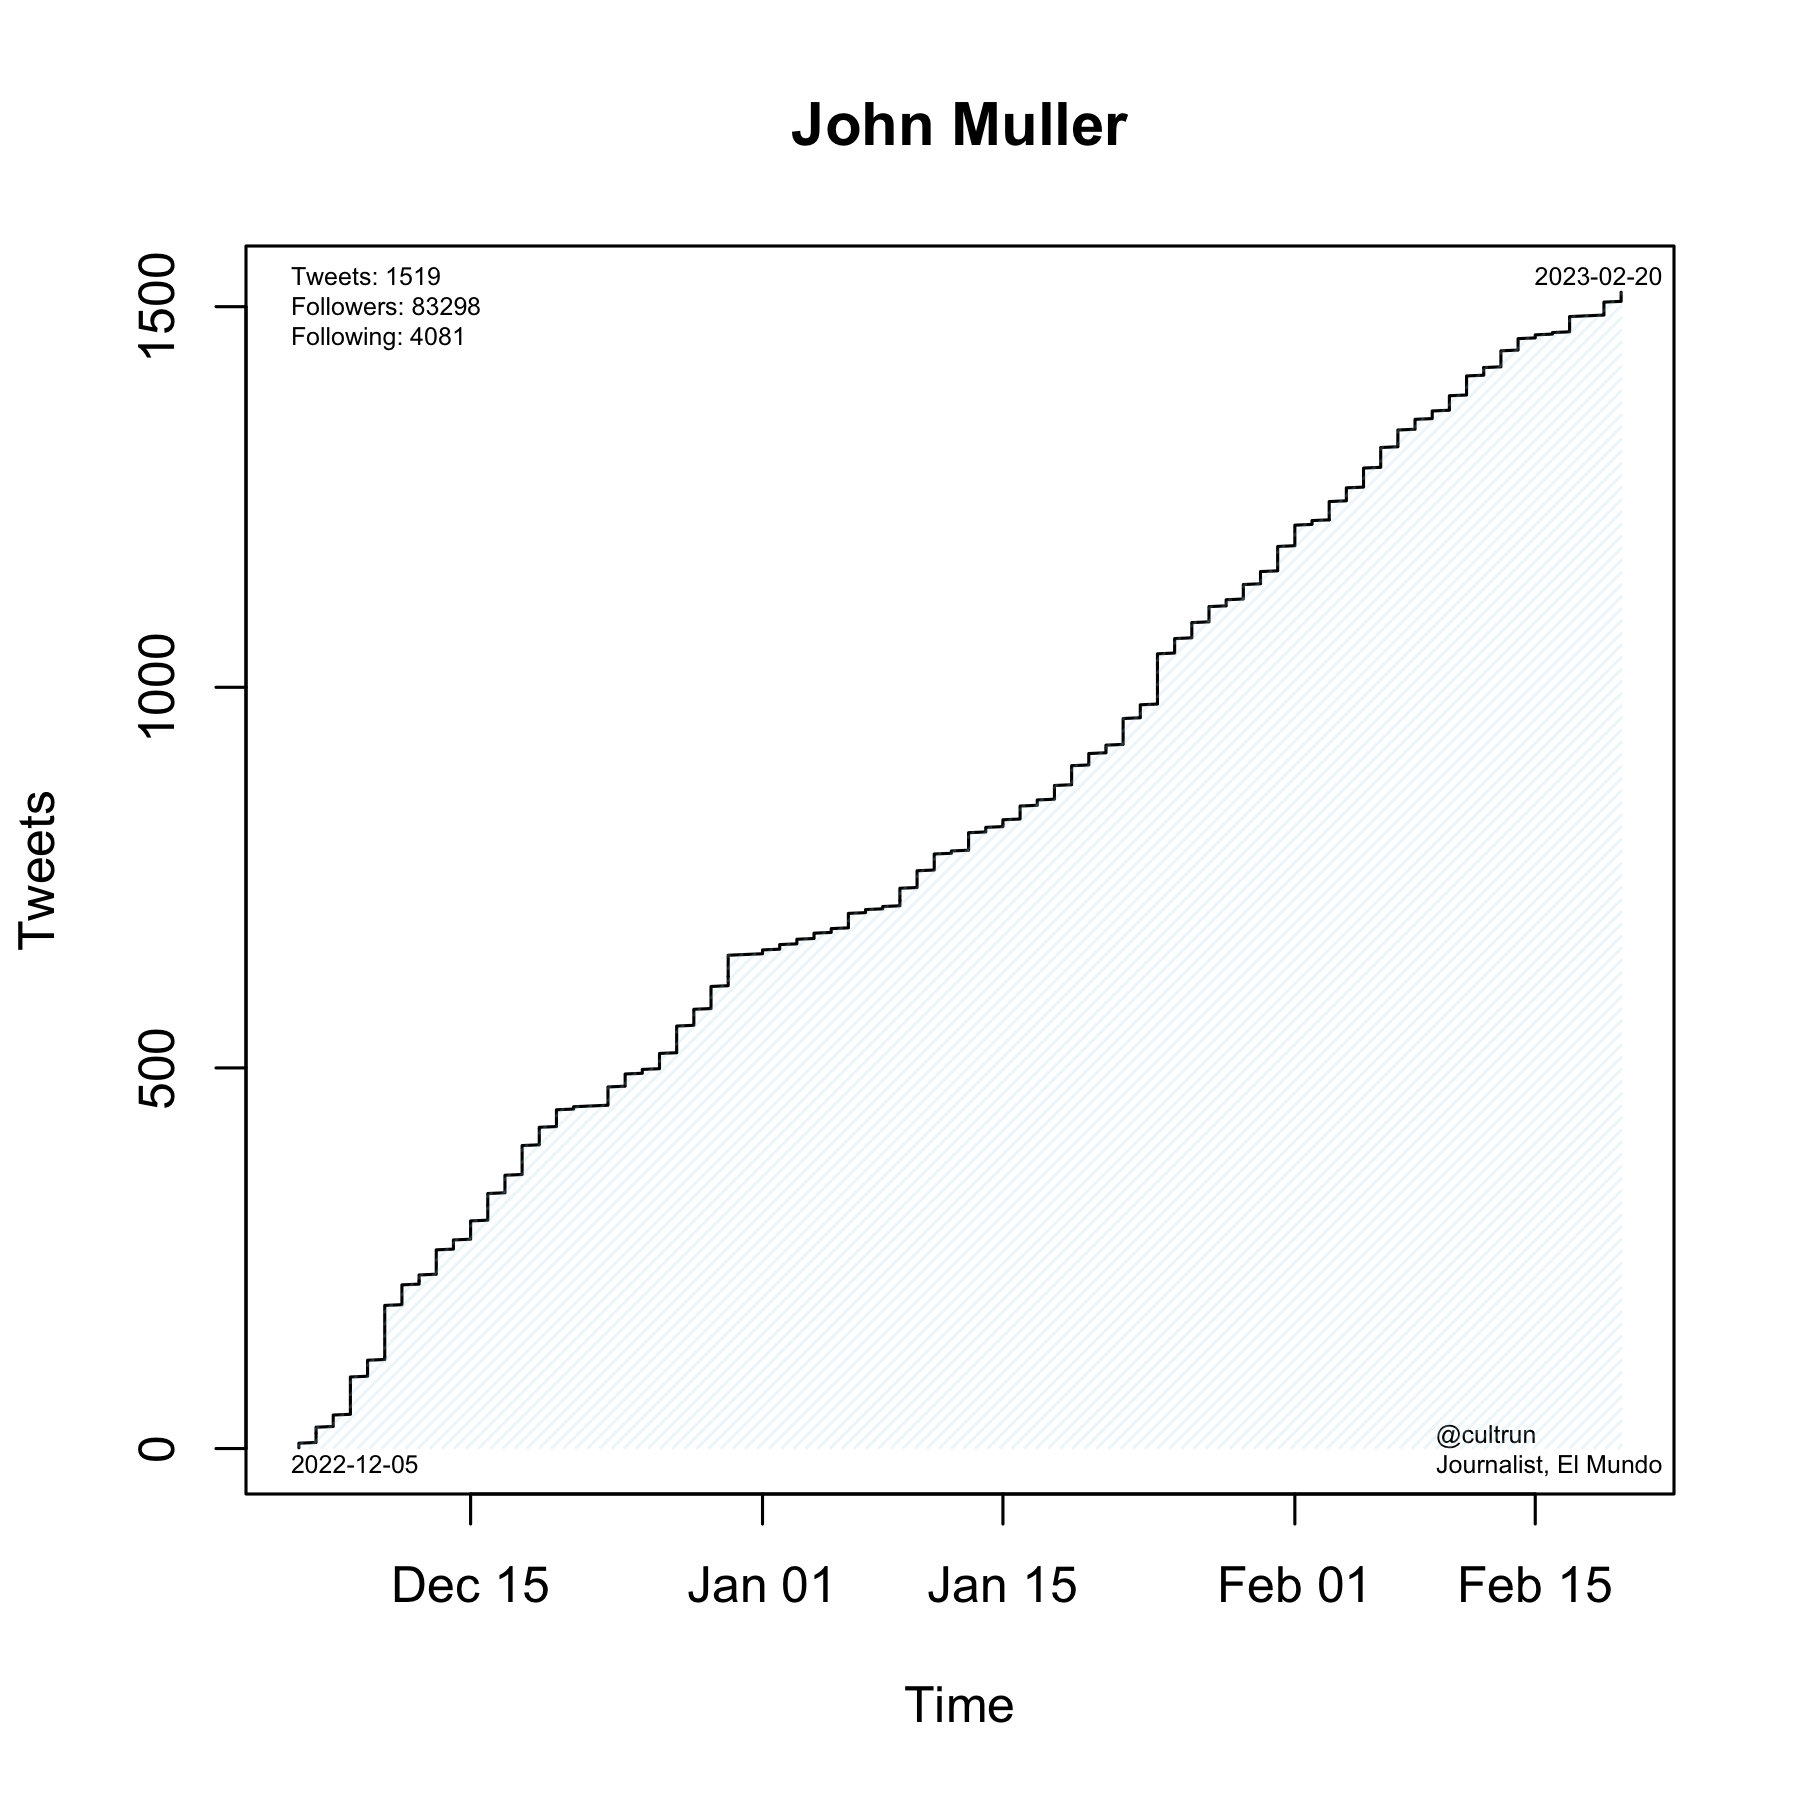 John Muller
Tweets: 1519
Followers: 83298
Following: 4081
2023-02-20
1500
1000
500
0
Tweets
2022-12-05
@cultrun
Journalist, El Mundo
Dec 15
Jan 01
Jan 15
Feb 01
Feb 15
Time